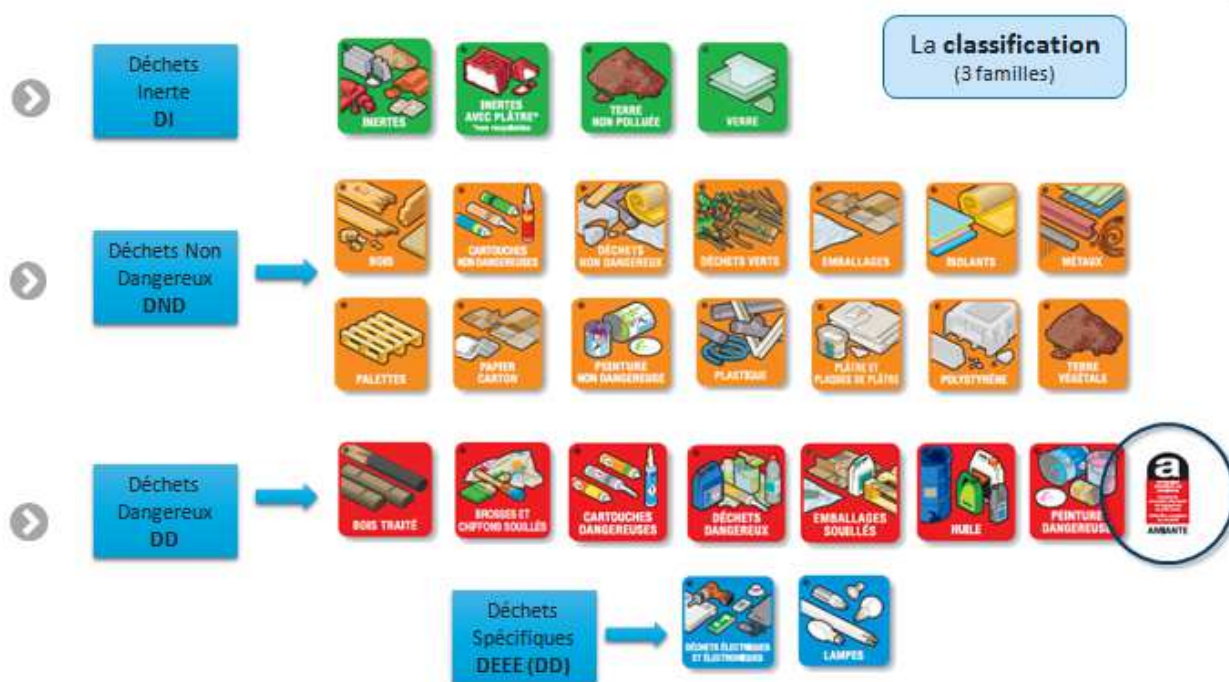 La classification
(3 familles)
Déchets
Inerte
DI
INERTES
INERTES
AVEC PLÂTRE*
TERRE
NON POLLUÉE
VERRE
Déchets Non
Dangereux
DND
BOIS
CARTOUCHES
NON DANGEREUSES
DÉCHETS
NON DANGEREUX
DÉCHETS VERTS
EMBALLAGES
ISOLANTS
MÉTAUX
PALETTES
PAPIER
CARTON
PEINTURE
NON DANGEREUSE
PLASTIQUE
PLÂTRE ET
PLAQUES DE PLÂTRE
POLYSTYRÈNE
TERRE
VÉGÉTALE
Déchets
Dangereux
DD
BOIS TRAITÉ
BROSSES ET
CHIFFONS SOUILLÉS
CARTOUCHES
DANGEREUSES
DÉCHETS
DANGEREUX
EMBALLAGES
SOUILLÉS
HUILE
PEINTURE
DANGEREUSE
a
AMIANTE
Déchets
Spécifiques
DEEE (DD)
DÉCHETS ÉLECTRIQUES
ET ÉLECTRONIQUES
LAMPES